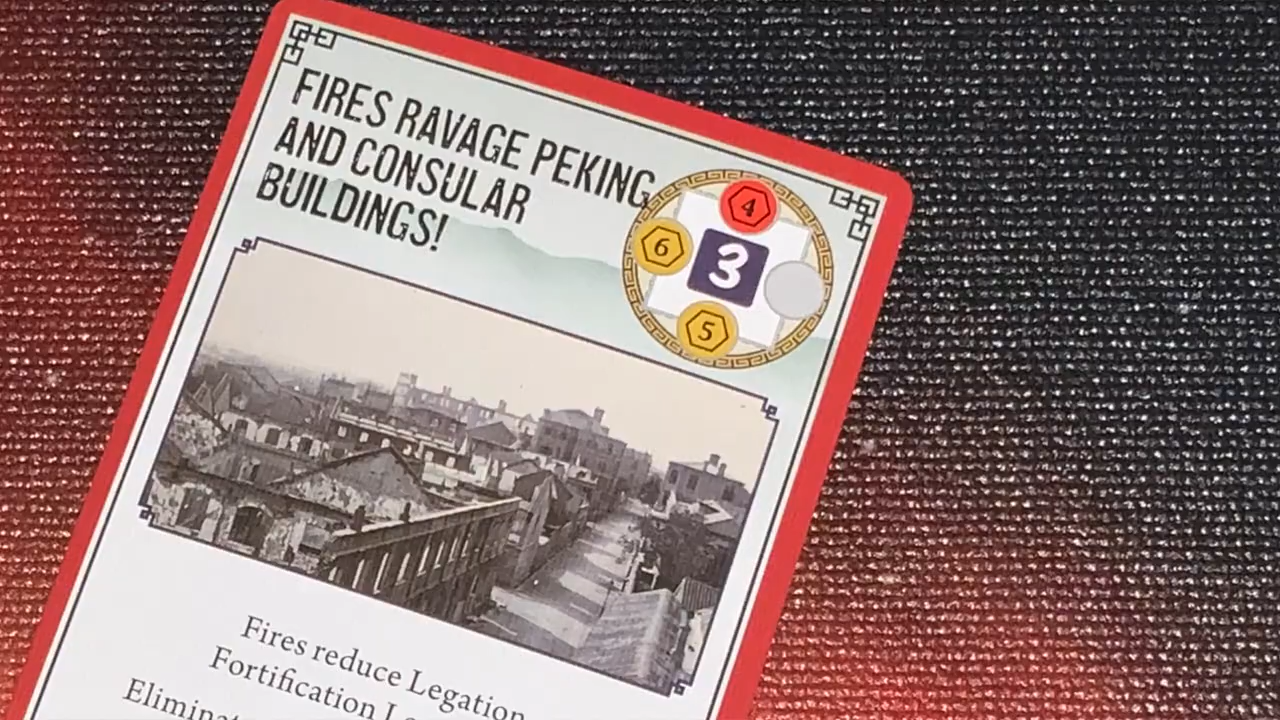 FIRES RAVAGE PEKING
AND CONSULAR
BUILDINGS!
4
6
3
5
Fires reduce Legation
Fortification